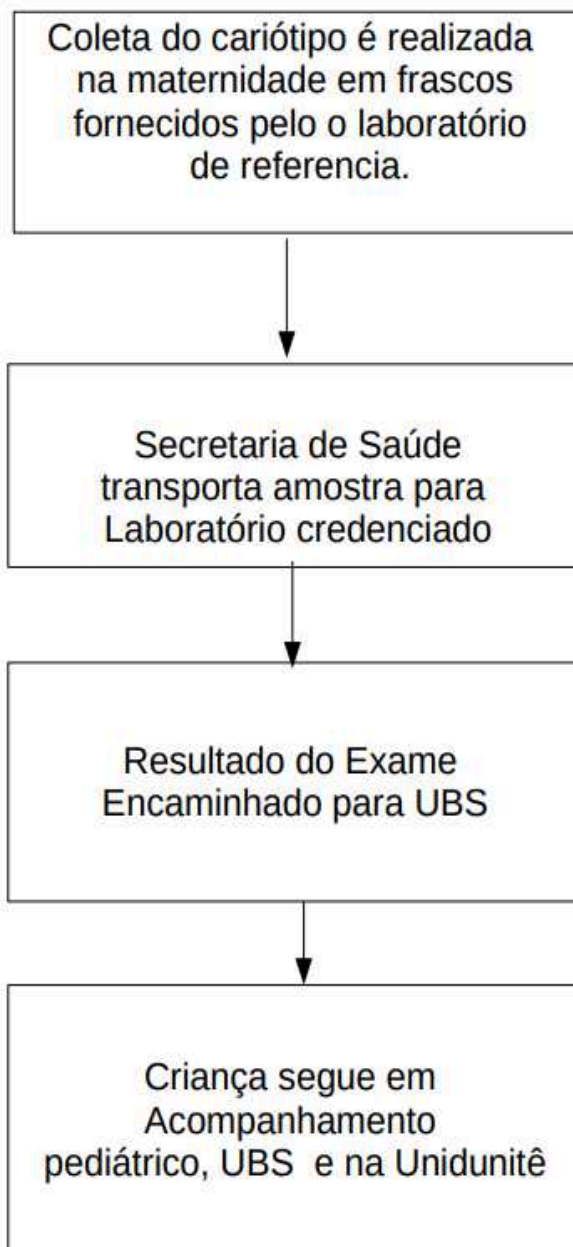 Coleta do cariótipo é realizada
na maternidade em frascos
fornecidos pelo o laboratório
de referencia.
Secretaria de Saúde
transporta amostra para
Laboratório credenciado
Resultado do Exame
Encaminhado para UBS
Criança segue em
Acompanhamento
pediátrico, UBS e na Unidunitê